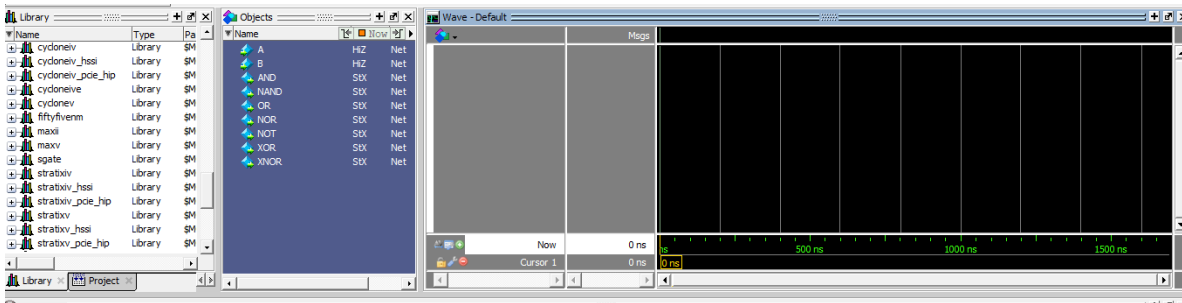 Library
Name Type Pa
cycloneiv Library $M
cycloneiv_hssi Library $M
cycloneiv_pcie_hip Library $M
cycloneive Library $M
cyclonev Library $M
fiftyfivenm Library $M
maxii Library $M
maxv Library $M
sgate Library $M
stratixiv Library $M
stratixiv_hssi Library $M
stratixiv_pcie_hip Library $M
stratixv Library $M
stratixv_hssi Library $M
stratixv_pcie_hip Library $M
Library Project
Objects
Name Now
A HiZ Net
B HiZ Net
AND StX Net
NAND StX Net
OR StX Net
NOR StX Net
NOT StX Net
XOR StX Net
XNOR StX Net
Wave - Default
Msgs
Now 0 ns
Cursor 1 0 ns
ns 500 ns 1000 ns 1500 ns
0 ns